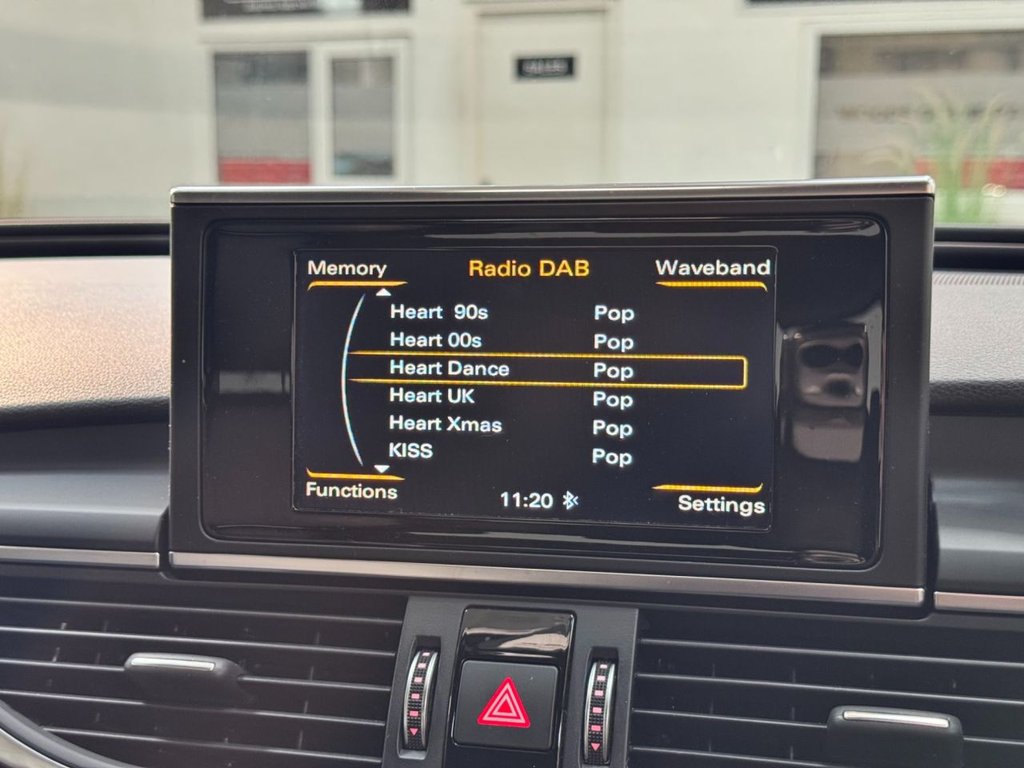 Memory Radio DAB Waveband
Heart 90s Pop
Heart 00s Pop
Heart Dance Pop
Heart UK Pop
Heart Xmas Pop
KISS Pop
Functions 11:20 Settings